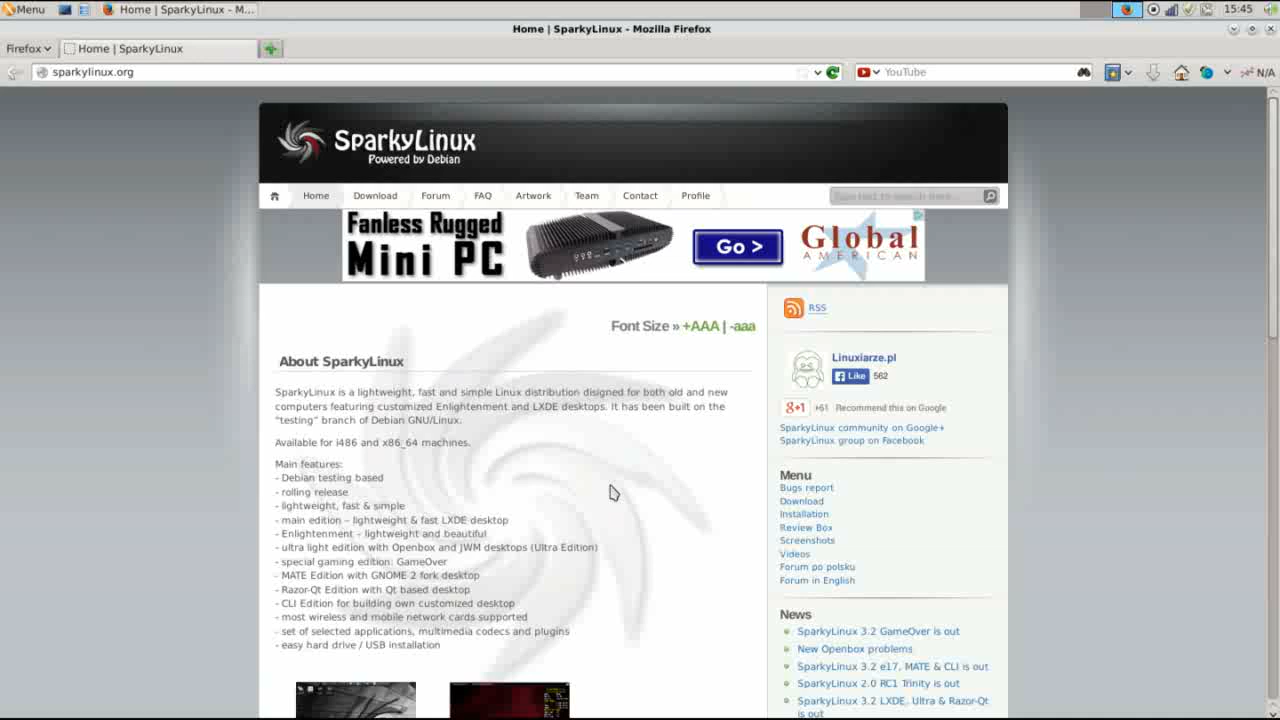 Menu
Home | SparkyLinux - M...
15:45
Home | SparkyLinux - Mozilla Firefox
Firefox
Home | SparkyLinux
sparkylinux.org
YouTube
N/A
SparkyLinux
Powered by Debian
Home
Download
Forum
FAQ
Artwork
Team
Contact
Profile
Type text to search here...
Fanless Rugged
Mini PC
Go >
Global
AMERICAN
Font Size » +AAA | -aaa
About SparkyLinux
SparkyLinux is a lightweight, fast and simple Linux distribution disigned for both old and new
computers featuring customized Enlightenment and LXDE desktops. It has been built on the
“testing” branch of Debian GNU/Linux.
Available for i486 and x86_64 machines.
Main features:
- Debian testing based
- rolling release
- lightweight, fast & simple
- main edition – lightweight & fast LXDE desktop
- Enlightenment – lightweight and beautiful
- ultra light edition with Openbox and JWM desktops (Ultra Edition)
- special gaming edition: GameOver
- MATE Edition with GNOME 2 fork desktop
- Razor-Qt Edition with Qt based desktop
- CLI Edition for building own customized desktop
- most wireless and mobile network cards supported
- set of selected applications, multimedia codecs and plugins
- easy hard drive / USB installation
RSS
Linuxiarze.pl
Like 562
g+1 +61 Recommend this on Google
SparkyLinux community on Google+
SparkyLinux group on Facebook
Menu
Bugs report
Download
Installation
Review Box
Screenshots
Videos
Forum po polsku
Forum in English
News
SparkyLinux 3.2 GameOver is out
New Openbox problems
SparkyLinux 3.2 e17, MATE & CLI is out
SparkyLinux 2.0 RC1 Trinity is out
SparkyLinux 3.2 LXDE, Ultra & Razor-Qt
is out